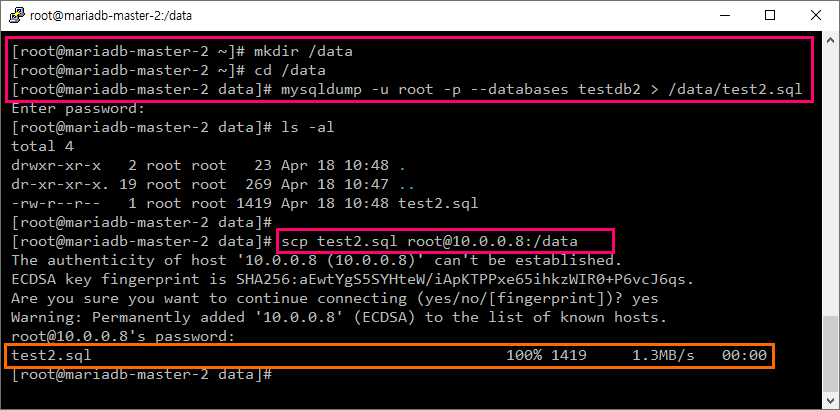 root@mariadb-master-2:/data
[root@mariadb-master-2 ~]# mkdir /data
[root@mariadb-master-2 ~]# cd /data
[root@mariadb-master-2 data]# mysqldump -u root -p --databases testdb2 > /data/test2.sql
Enter password:
[root@mariadb-master-2 data]# ls -al
total 4
drwxr-xr-x   2 root root   23 Apr 18 10:48 .
dr-xr-xr-x. 19 root root  269 Apr 18 10:47 ..
-rw-r--r--   1 root root 1419 Apr 18 10:48 test2.sql
[root@mariadb-master-2 data]#
[root@mariadb-master-2 data]# scp test2.sql root@10.0.0.8:/data
The authenticity of host '10.0.0.8 (10.0.0.8)' can't be established.
ECDSA key fingerprint is SHA256:aEwtYgS5SYHteW/iApKTPPxe65ihkzWIR0+P6vcJ6qs.
Are you sure you want to continue connecting (yes/no/[fingerprint])? yes
Warning: Permanently added '10.0.0.8' (ECDSA) to the list of known hosts.
root@10.0.0.8's password:
test2.sql                                     100% 1419     1.3MB/s   00:00
[root@mariadb-master-2 data]#